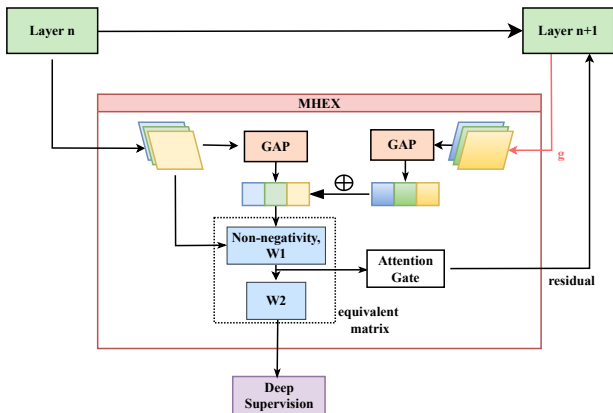 Layer n
Layer n+1
MHEX
GAP
GAP
g
⊕
Non-negativity,
W1
Attention
Gate
residual
W2
equivalent
matrix
Deep
Supervision